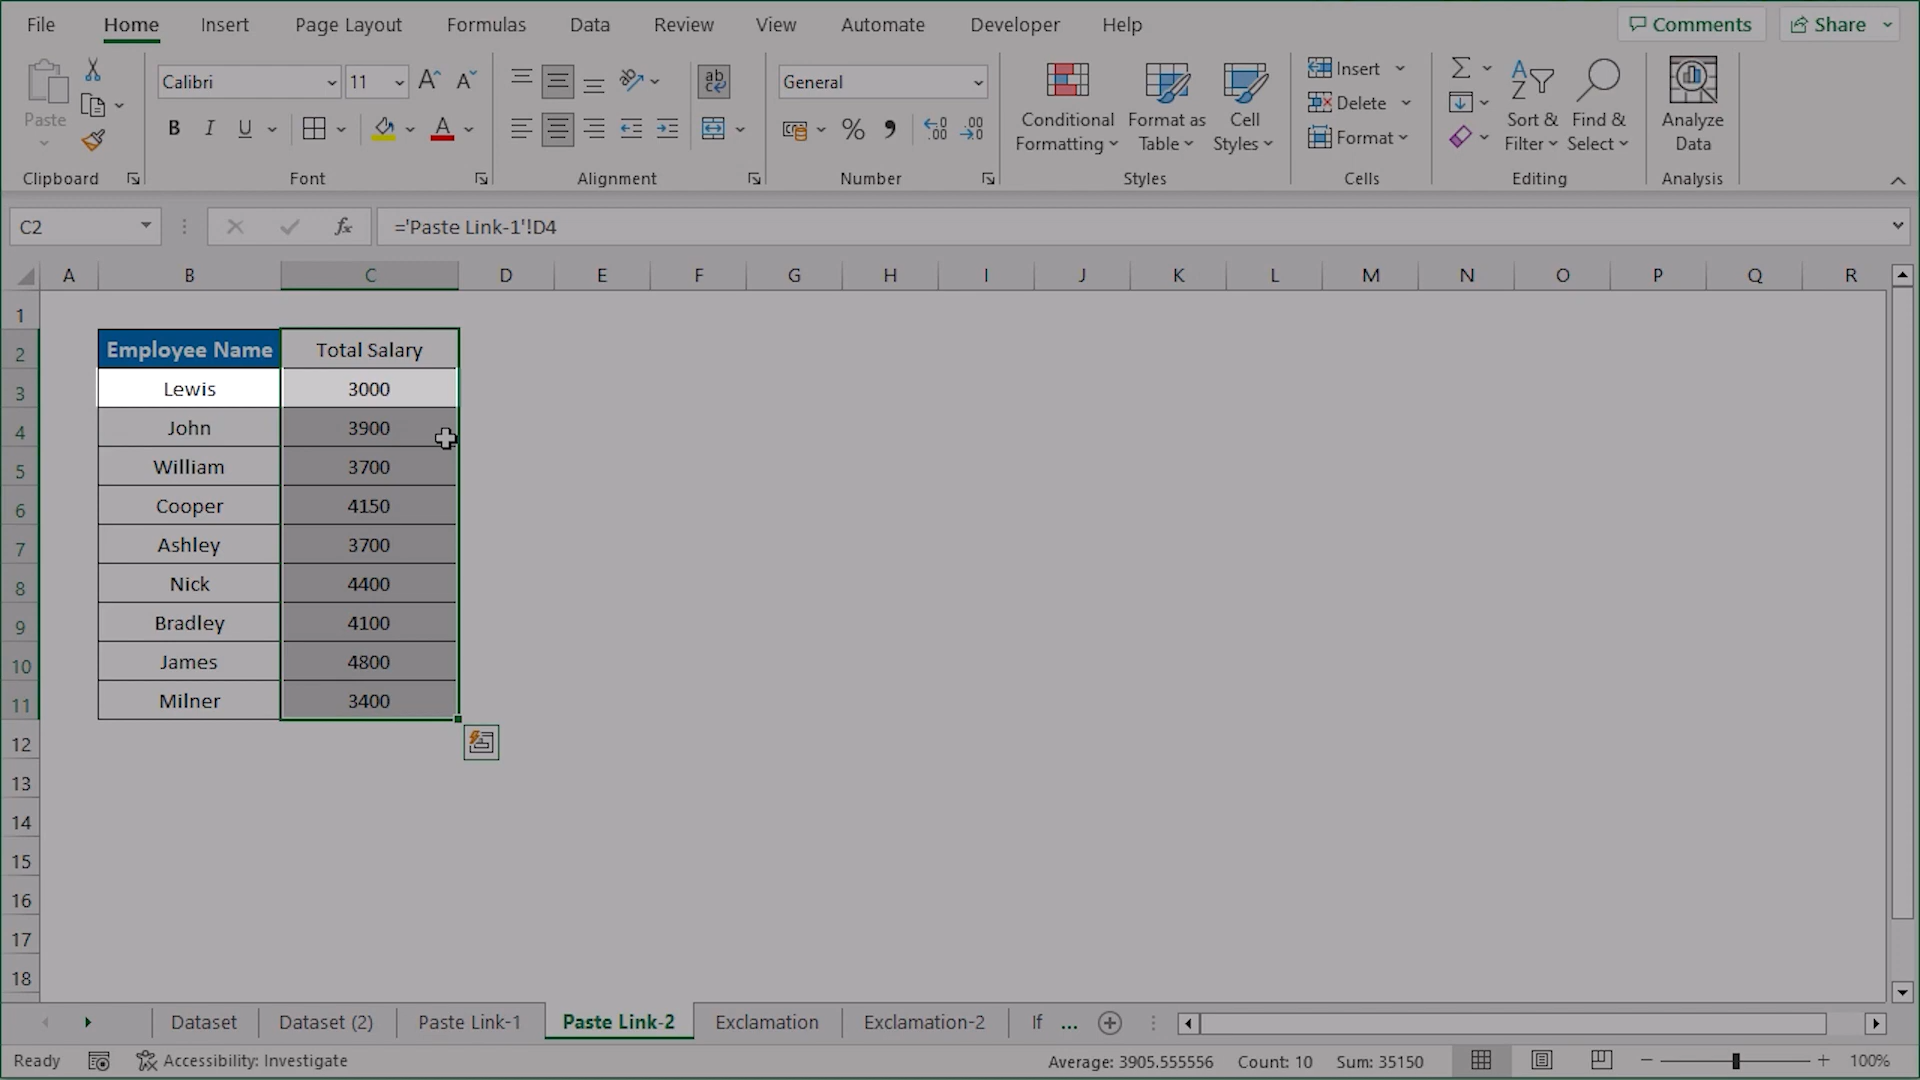 File Home Insert Page Layout Formulas Data Review View Automate Developer Help Comments Share
Paste Calibri 11 A A ab c General Conditional Formatting Format as Table Cell Styles Insert Delete Format Sort & Filter Find & Select Analyze Data
B I U A % .00 .00
Clipboard Font Alignment Number Styles Cells Editing Analysis
C2 fx ='Paste Link-1'!D4
A B C D E F G H I J K L M N O P Q R
1
2 Employee Name Total Salary
3 Lewis 3000
4 John 3900
5 William 3700
6 Cooper 4150
7 Ashley 3700
8 Nick 4400
9 Bradley 4100
10 James 4800
11 Milner 3400
12
13
14
15
16
17
18
Dataset Dataset (2) Paste Link-1 Paste Link-2 Exclamation Exclamation-2 If ...
Ready Accessibility: Investigate Average: 3905.555556 Count: 10 Sum: 35150 100%